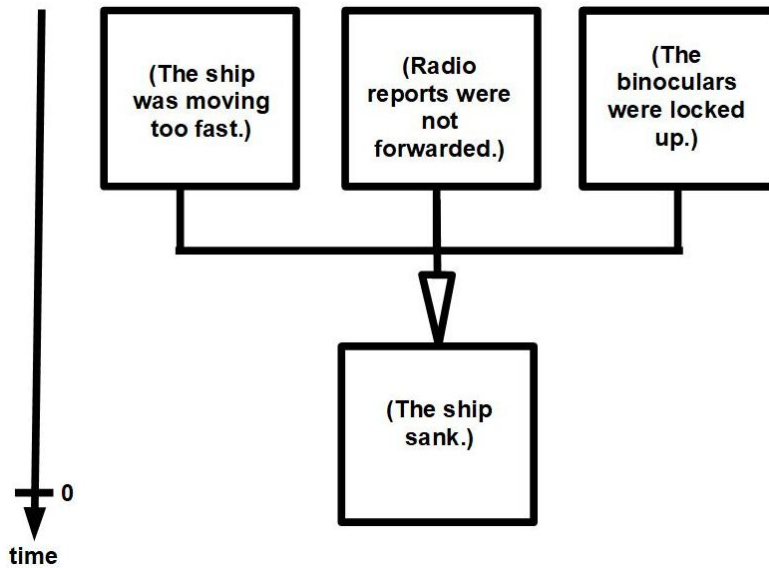 (The ship
was moving
too fast.)
(Radio
reports were
not
forwarded.)
(The
binoculars
were locked
up.)
(The ship
sank.)
0
time